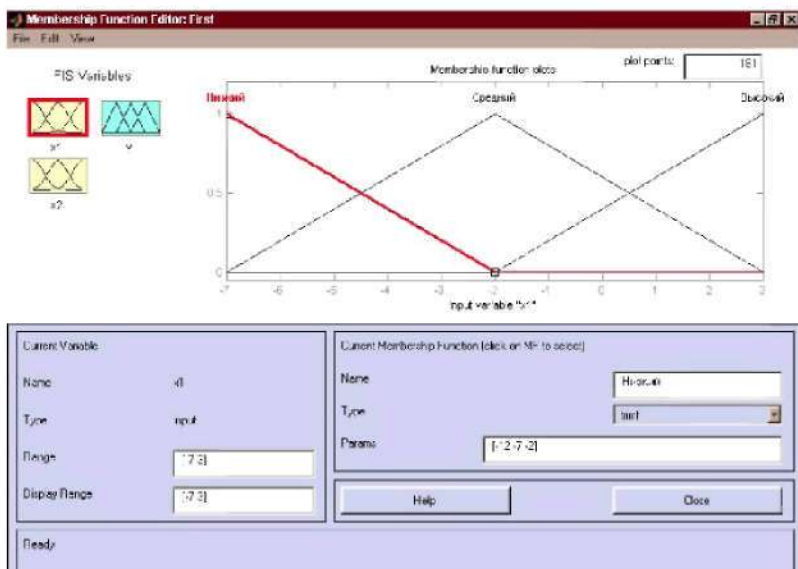 Membership Function Editor: First
File Edit View
FIS Variables
x1
y
x2
Membership function plots
plot points:
181
Нижкий Средний Высокий
1
0.5
0
-7 -6 -5 -4 -3 -2 -1 0 1 2 3
input variable "x1"
Current Variable
Name x1
Type input
Range [-7 3]
Display Range [-7 3]
Current Membership Function (click on MF to select)
Name
Type trimf
Params [-12 -7 -2]
Help
Close
Ready